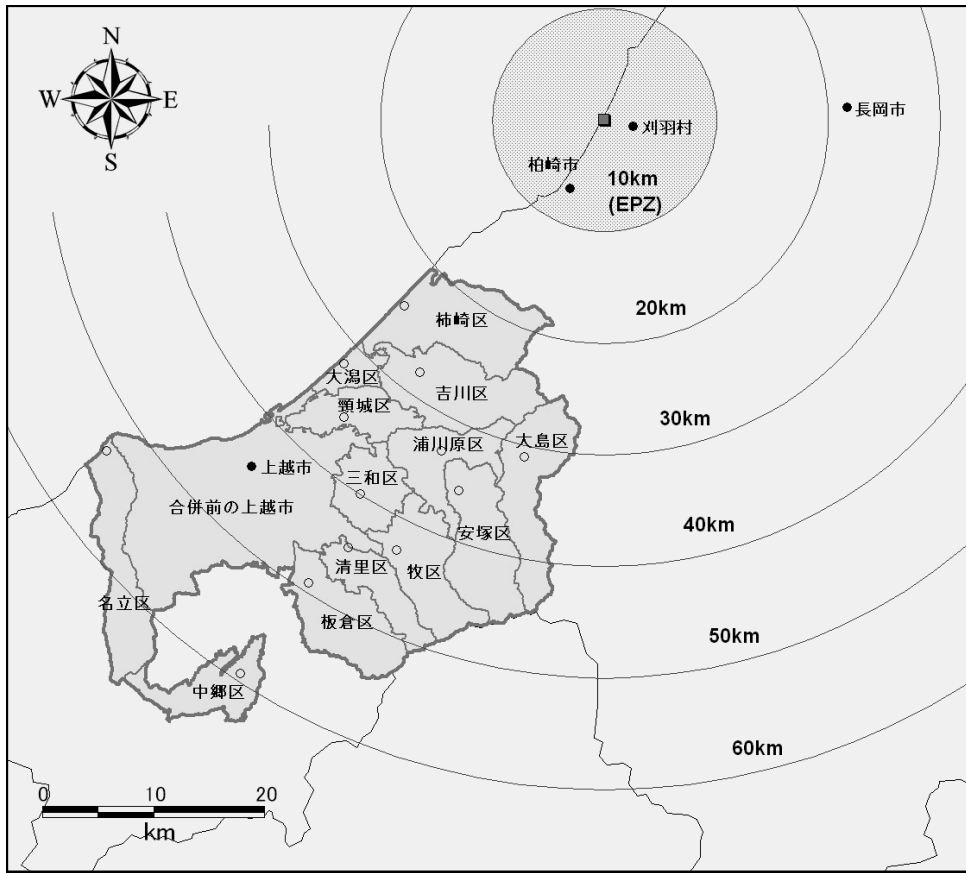 N
W E
S
長岡市
刈羽村
柏崎市
10km
(EPZ)
20km
柿崎区
大潟区
吉川区
頸城区
30km
浦川原区
大島区
上越市
三和区
合併前の上越市
40km
安塚区
清里区
牧区
名立区
板倉区
50km
中郷区
60km
0 10 20
km